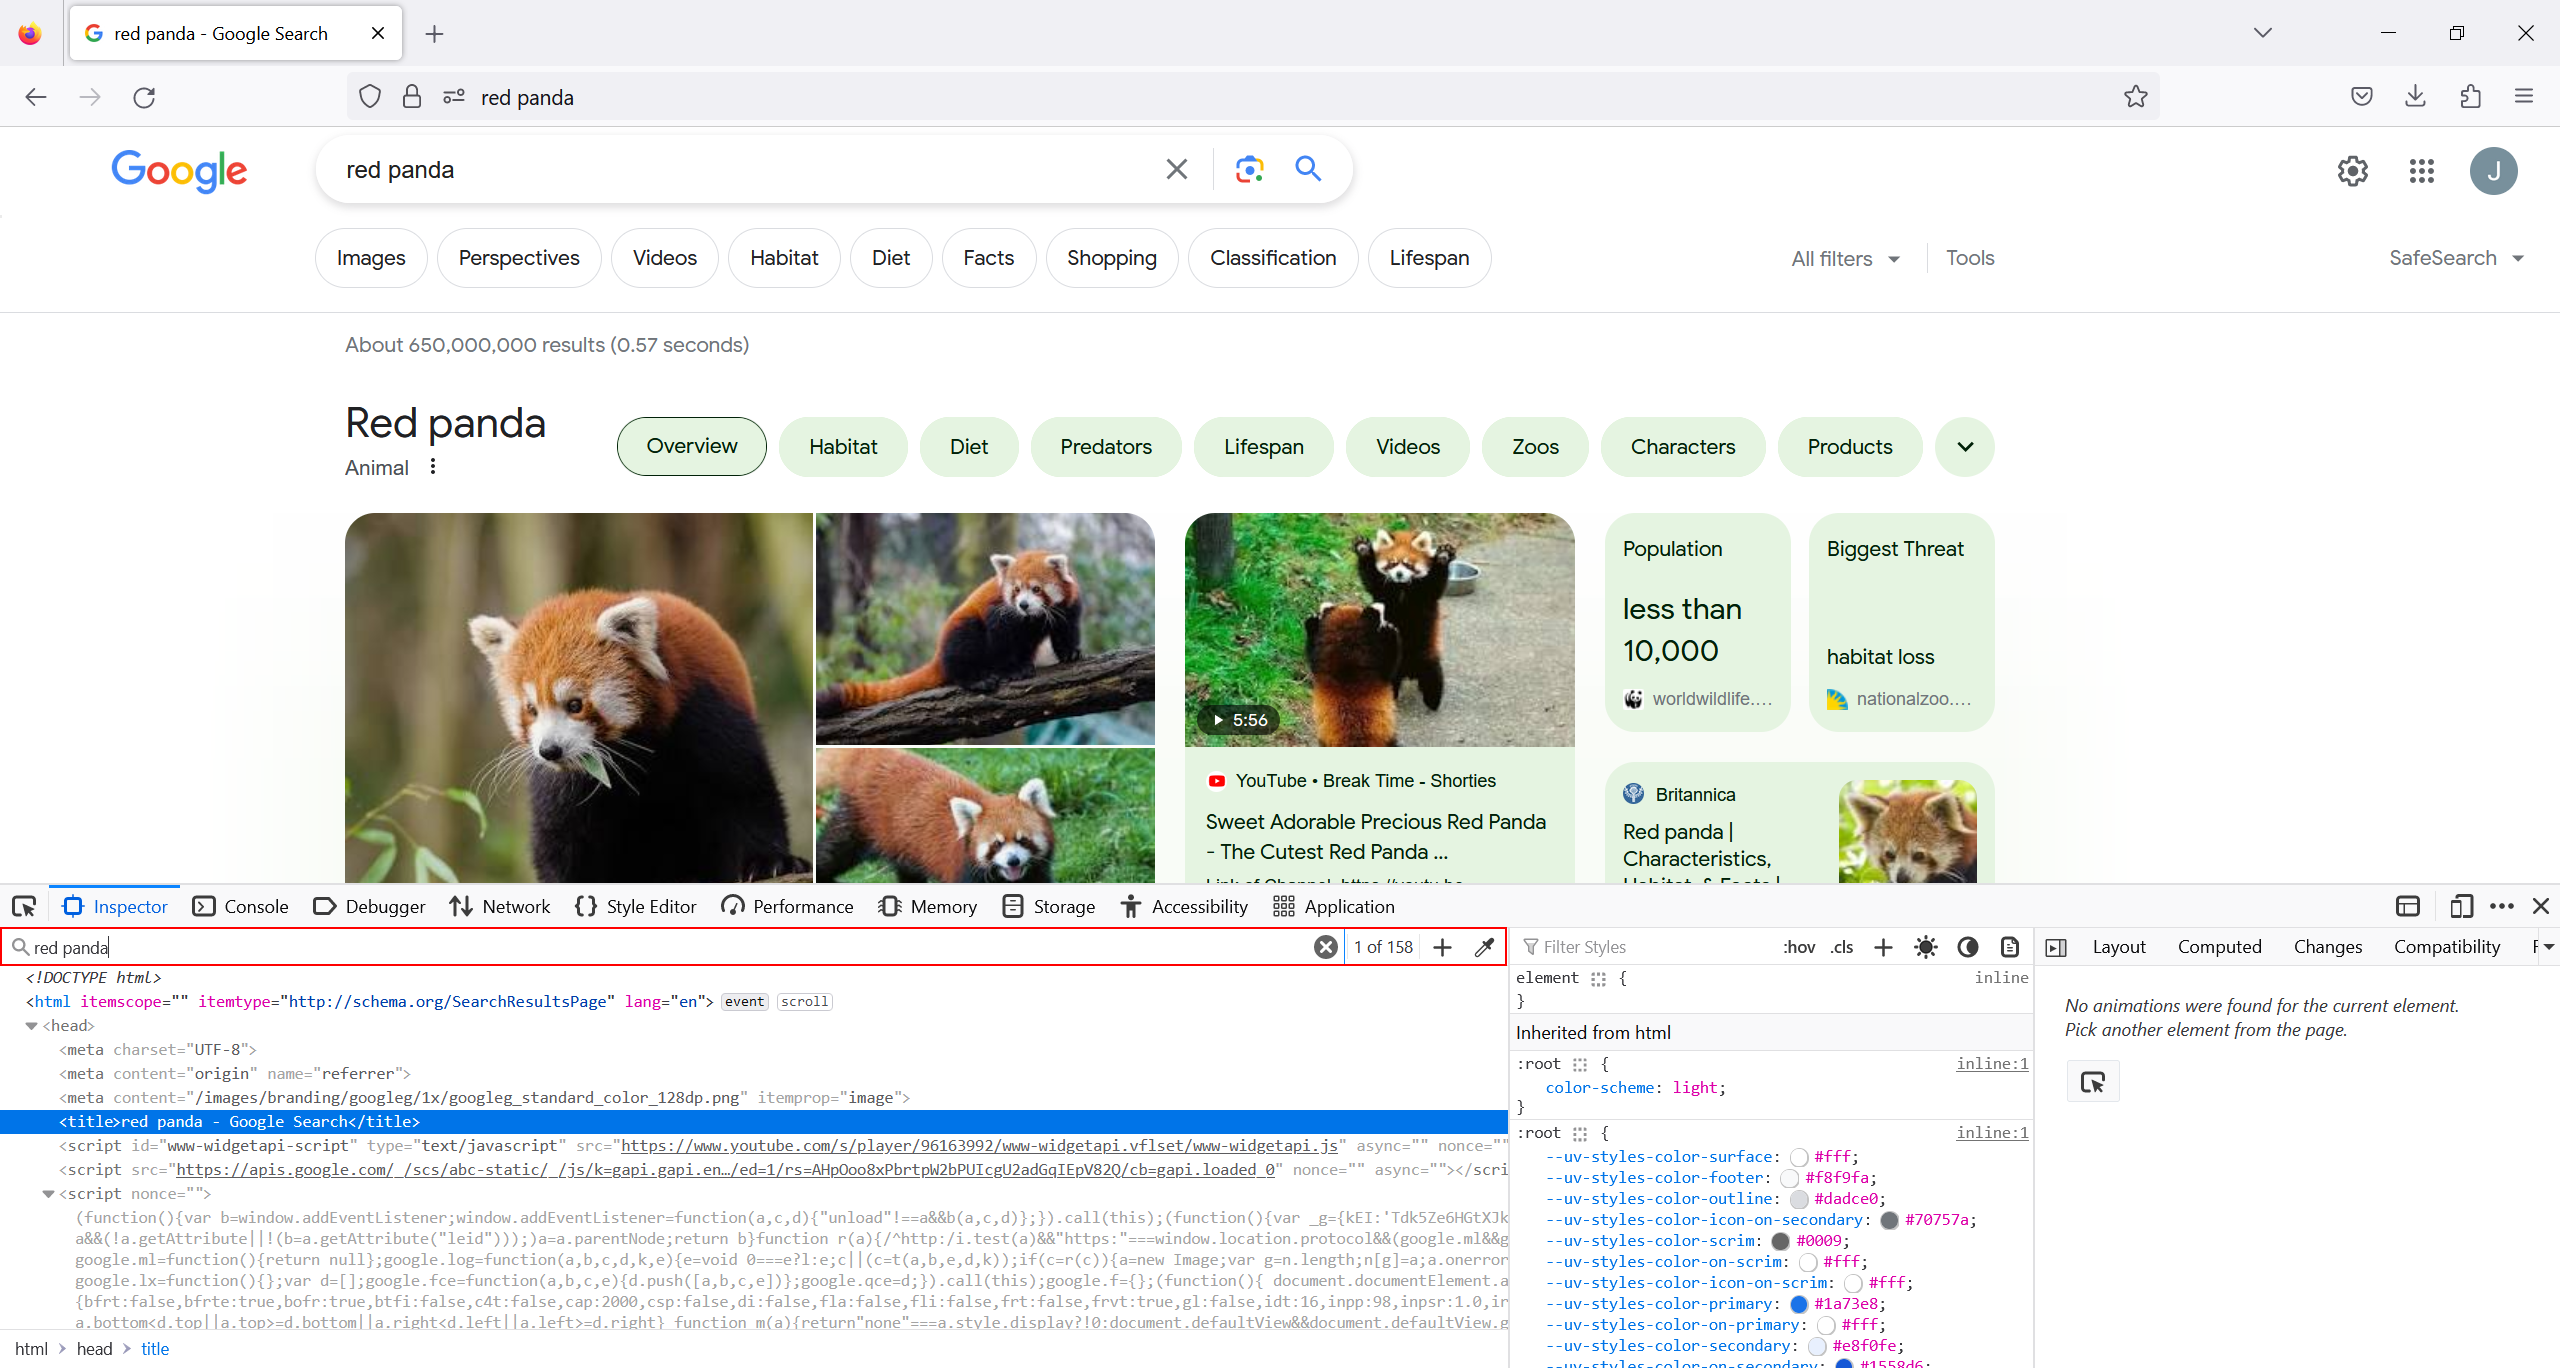 red panda - Google Search
red panda
Google
red panda
J
Images
Perspectives
Videos
Habitat
Diet
Facts
Shopping
Classification
Lifespan
All filters
Tools
SafeSearch
About 650,000,000 results (0.57 seconds)
Red panda
Animal
Overview
Habitat
Diet
Predators
Lifespan
Videos
Zoos
Characters
Products
5:56
YouTube • Break Time - Shorties
Sweet Adorable Precious Red Panda
- The Cutest Red Panda ...
Population
less than
10,000
worldwildlife....
Biggest Threat
habitat loss
nationalzoo....
Britannica
Red panda |
Characteristics,
Inspector
Console
Debugger
Network
Style Editor
Performance
Memory
Storage
Accessibility
Application
red panda
1 of 158
Filter Styles
:hov
.cls
Layout
Computed
Changes
Compatibility
<!DOCTYPE html>
<html itemscope="" itemtype="http://schema.org/SearchResultsPage" lang="en"> event scroll
<head>
<meta charset="UTF-8">
<meta content="origin" name="referrer">
<meta content="/images/branding/googleg/1x/googleg_standard_color_128dp.png" itemprop="image">
<title>red panda - Google Search</title>
<script id="www-widgetapi-script" type="text/javascript" src="https://www.youtube.com/s/player/96163992/www-widgetapi.vflset/www-widgetapi.js" async="" nonce=""
<script src="https://apis.google.com/_/scs/abc-static/_/js/k=gapi.gapi.en…/ed=1/rs=AHpOoo8xPbrtpW2bPUIcgU2adGqIEpV82Q/cb=gapi.loaded_0" nonce="" async=""></scri
<script nonce="">
(function(){var b=window.addEventListener;window.addEventListener=function(a,c,d){"unload"!==a&&b(a,c,d)};}).call(this);(function(){var _g={kEI:'Tdk5Ze6HGtXJk
a&&(!a.getAttribute||!(b=a.getAttribute("leid")));)a=a.parentNode;return b}function r(a){/^http:/i.test(a)&&"https:"===window.location.protocol&&(google.ml&&g
google.ml=function(){return null};google.log=function(a,b,c,d,k,e){e=void 0===e?l:e;c||(c=t(a,b,e,d,k));if(c=r(c)){a=new Image;var g=n.length;n[g]=a;a.onerror
google.lx=function(){};var d=[];google.fce=function(a,b,c,e){d.push([a,b,c,e])};google.qce=d;}).call(this);google.f={};(function(){ document.documentElement.a
{bfrt:false,bfrte:true,bofr:true,btfi:false,c4t:false,cap:2000,csp:false,di:false,fla:false,fli:false,frt:false,frvt:true,gl:false,idt:16,inpp:98,inpsr:1.0,ir
a.bottom<d.top||a.top>=d.bottom||a.right<d.left||a.left>=d.right} function m(a){return"none"===a.style.display?!0:document.defaultView&&document.defaultView.g
html
head
title
element {
inline
}
Inherited from html
:root {
inline:1
color-scheme: light;
}
:root {
inline:1
--uv-styles-color-surface: #fff;
--uv-styles-color-footer: #f8f9fa;
--uv-styles-color-outline: #dadce0;
--uv-styles-color-icon-on-secondary: #70757a;
--uv-styles-color-scrim: #0009;
--uv-styles-color-on-scrim: #fff;
--uv-styles-color-icon-on-scrim: #fff;
--uv-styles-color-primary: #1a73e8;
--uv-styles-color-on-primary: #fff;
--uv-styles-color-secondary: #e8f0fe;
--uv-styles-color-on-secondary: #1558d6;
No animations were found for the current element.
Pick another element from the page.